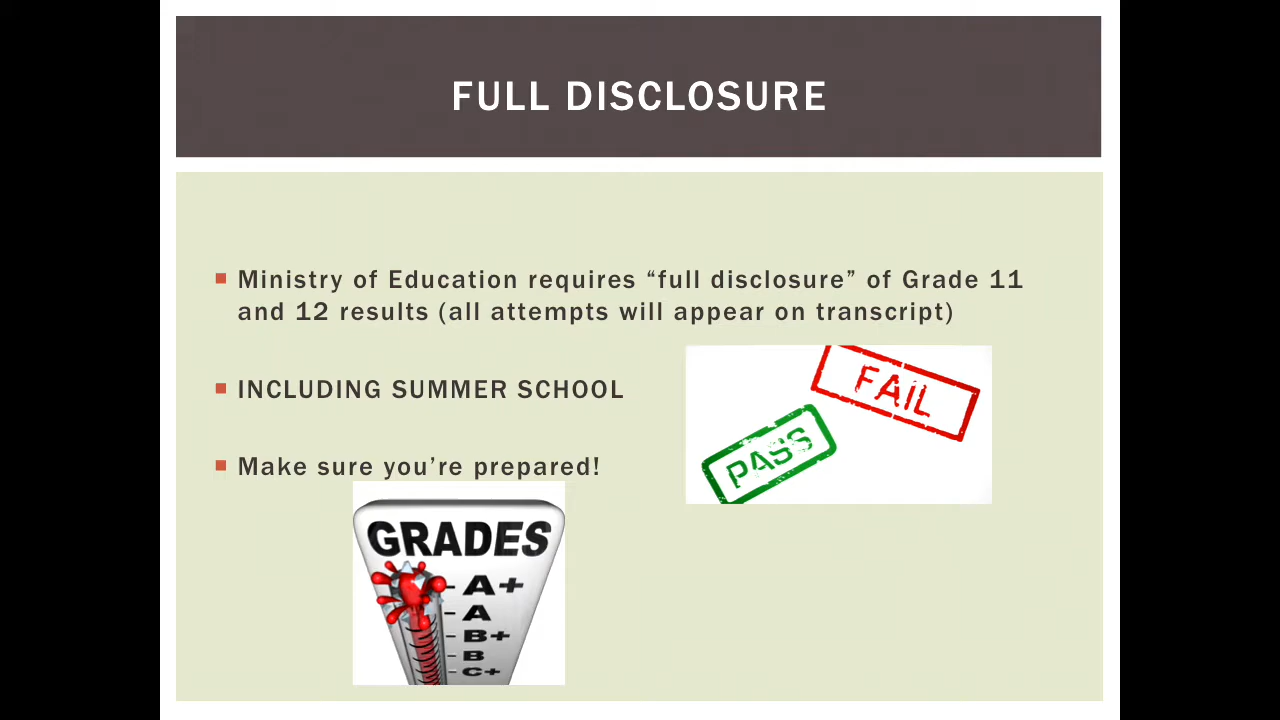 FULL DISCLOSURE
Ministry of Education requires “full disclosure” of Grade 11
and 12 results (all attempts will appear on transcript)
INCLUDING SUMMER SCHOOL
Make sure you’re prepared!
FAIL
PASS
GRADES
A+
A
B+
B
C+